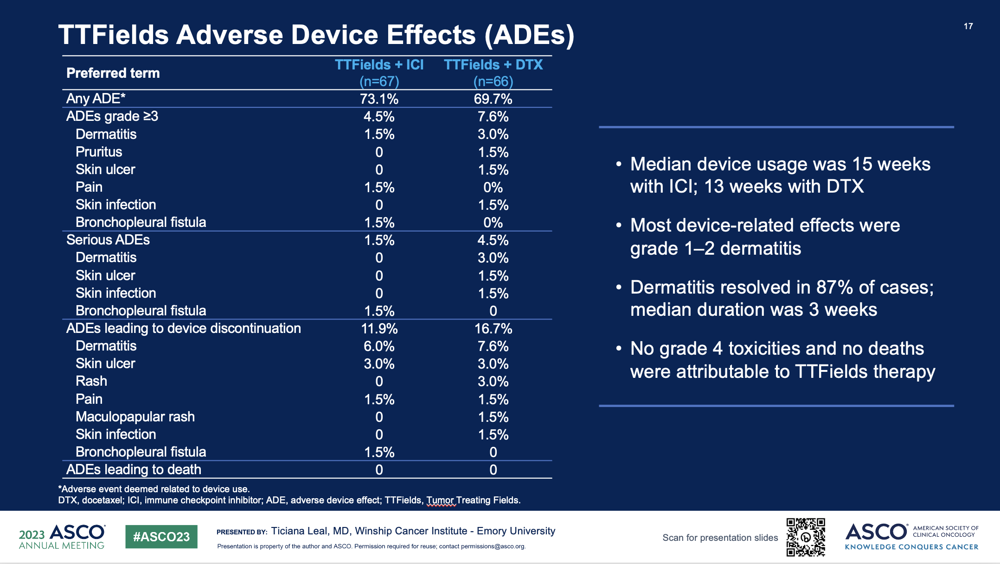 TTFields Adverse Device Effects (ADEs)
17
Preferred term TTFields + ICI (n=67) TTFields + DTX (n=66)
Any ADE* 73.1% 69.7%
ADEs grade ≥3 4.5% 7.6%
Dermatitis 1.5% 3.0%
Pruritus 0 1.5%
Skin ulcer 0 1.5%
Pain 1.5% 0%
Skin infection 0 1.5%
Bronchopleural fistula 1.5% 0%
Serious ADEs 1.5% 4.5%
Dermatitis 0 3.0%
Skin ulcer 0 1.5%
Skin infection 0 1.5%
Bronchopleural fistula 1.5% 0
ADEs leading to device discontinuation 11.9% 16.7%
Dermatitis 6.0% 7.6%
Skin ulcer 3.0% 3.0%
Rash 0 3.0%
Pain 1.5% 1.5%
Maculopapular rash 0 1.5%
Skin infection 0 1.5%
Bronchopleural fistula 1.5% 0
ADEs leading to death 0 0
*Adverse event deemed related to device use.
DTX, docetaxel; ICI, immune checkpoint inhibitor; ADE, adverse device effect; TTFields, Tumor Treating Fields.
• Median device usage was 15 weeks
with ICI; 13 weeks with DTX
• Most device-related effects were
grade 1–2 dermatitis
• Dermatitis resolved in 87% of cases;
median duration was 3 weeks
• No grade 4 toxicities and no deaths
were attributable to TTFields therapy
2023 ASCO®
ANNUAL MEETING
#ASCO23
PRESENTED BY: Ticiana Leal, MD, Winship Cancer Institute - Emory University
Presentation is property of the author and ASCO. Permission required for reuse; contact permissions@asco.org.
Scan for presentation slides
ASCO® AMERICAN SOCIETY OF
CLINICAL ONCOLOGY
KNOWLEDGE CONQUERS CANCER